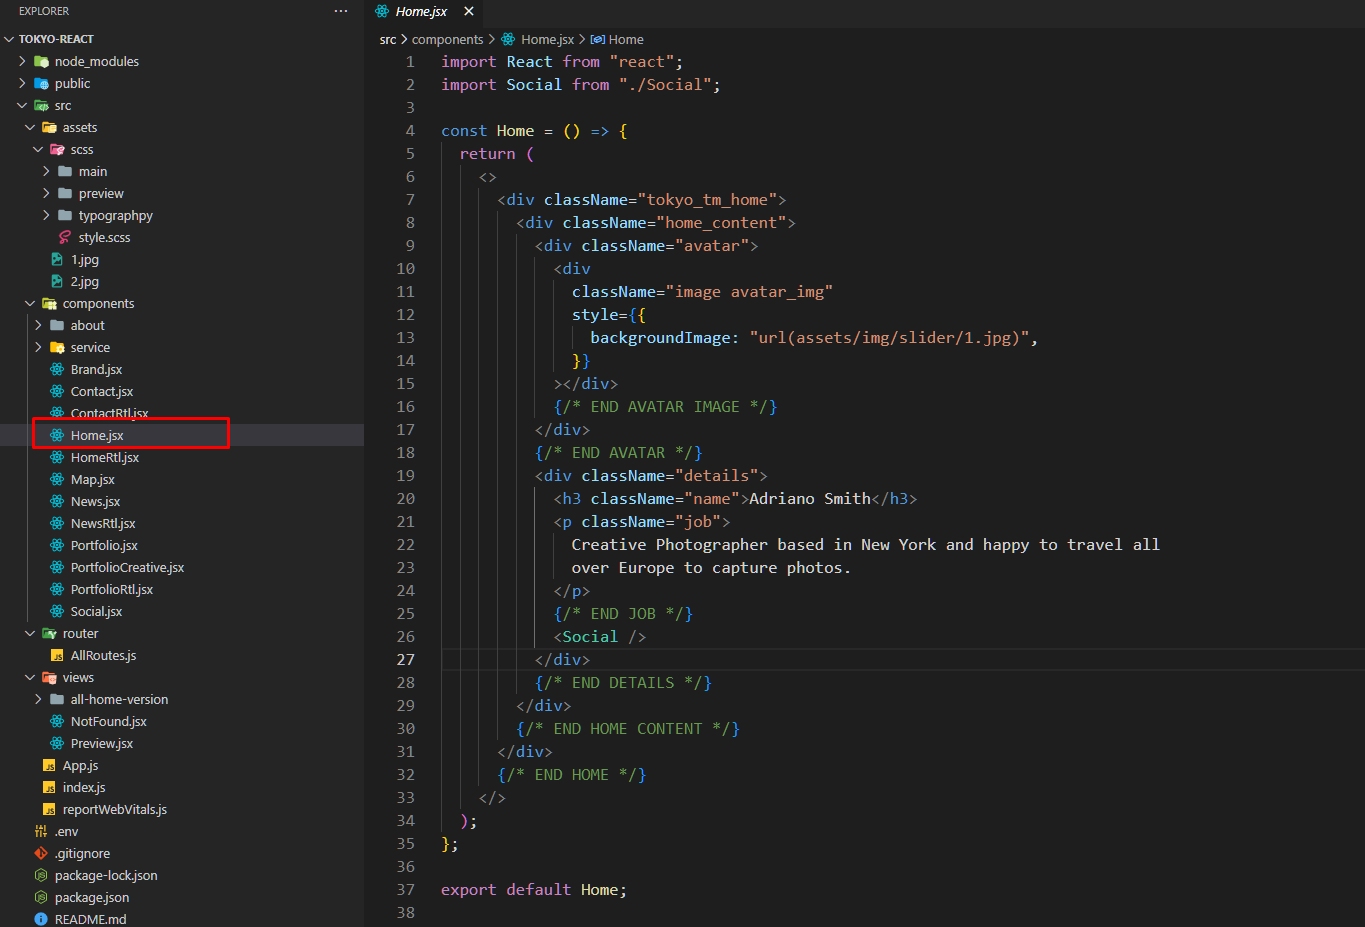 EXPLORER
TOKYO-REACT
node_modules
public
src
assets
scss
main
preview
typographpy
style.scss
1.jpg
2.jpg
components
about
service
Brand.jsx
Contact.jsx
ContactRtl.jsx
Home.jsx
HomeRtl.jsx
Map.jsx
News.jsx
NewsRtl.jsx
Portfolio.jsx
PortfolioCreative.jsx
PortfolioRtl.jsx
Social.jsx
router
JS AllRoutes.js
views
all-home-version
NotFound.jsx
Preview.jsx
JS App.js
JS index.js
JS reportWebVitals.js
.env
.gitignore
package-lock.json
package.json
README.md
Home.jsx
src > components > Home.jsx > Home
1 import React from "react";
2 import Social from "./Social";
3
4 const Home = () => {
5 return (
6 <>
7 <div className="tokyo_tm_home">
8 <div className="home_content">
9 <div className="avatar">
10 <div
11 className="image avatar_img"
12 style={{
13 backgroundImage: "url(assets/img/slider/1.jpg)",
14 }}
15 ></div>
16 {/* END AVATAR IMAGE */}
17 </div>
18 {/* END AVATAR */}
19 <div className="details">
20 <h3 className="name">Adriano Smith</h3>
21 <p className="job">
22 Creative Photographer based in New York and happy to travel all
23 over Europe to capture photos.
24 </p>
25 {/* END JOB */}
26 <Social />
27 </div>
28 {/* END DETAILS */}
29 </div>
30 {/* END HOME CONTENT */}
31 </div>
32 {/* END HOME */}
33 </>
34 );
35 };
36
37 export default Home;
38